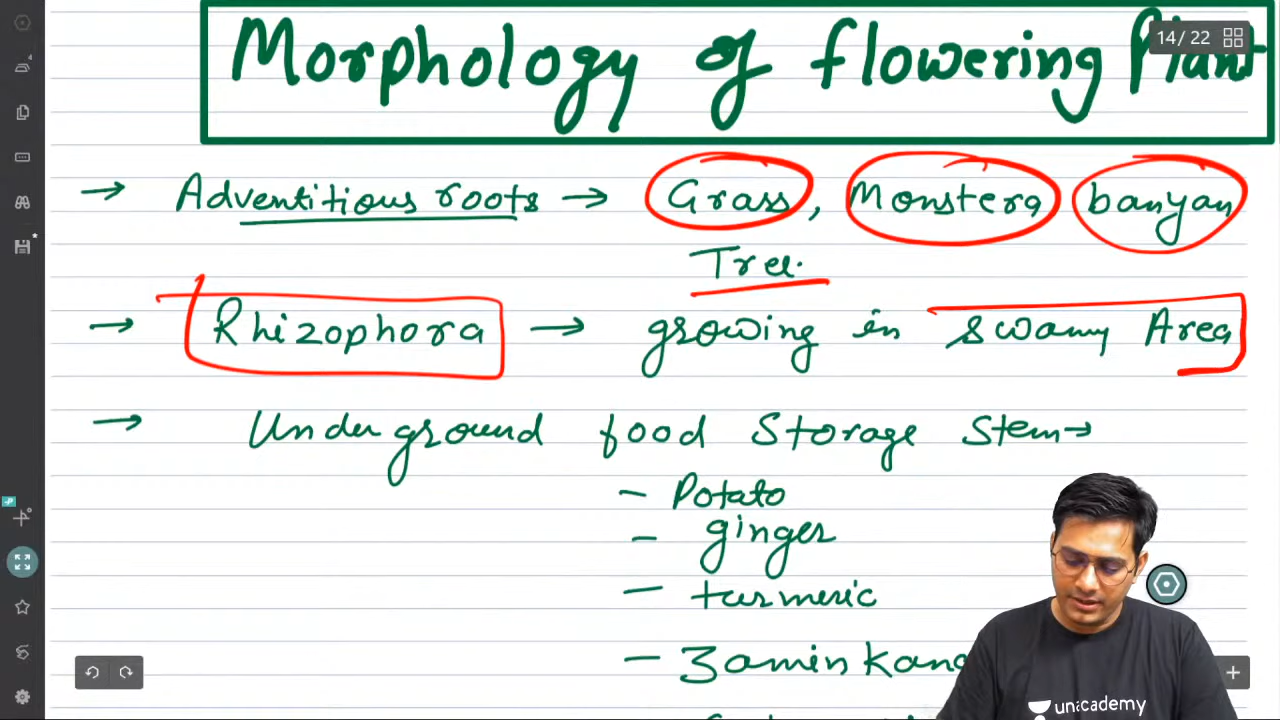 Morphology of flowering Plant
14/22
→ Adventitious roots → Grass, Monstera, banyan
Tree.
→ Rhizophora → growing in swamy Area
→ Underground food Storage Stem→
- Potato
- ginger
- turmeric
- Zamin Kand
unacademy